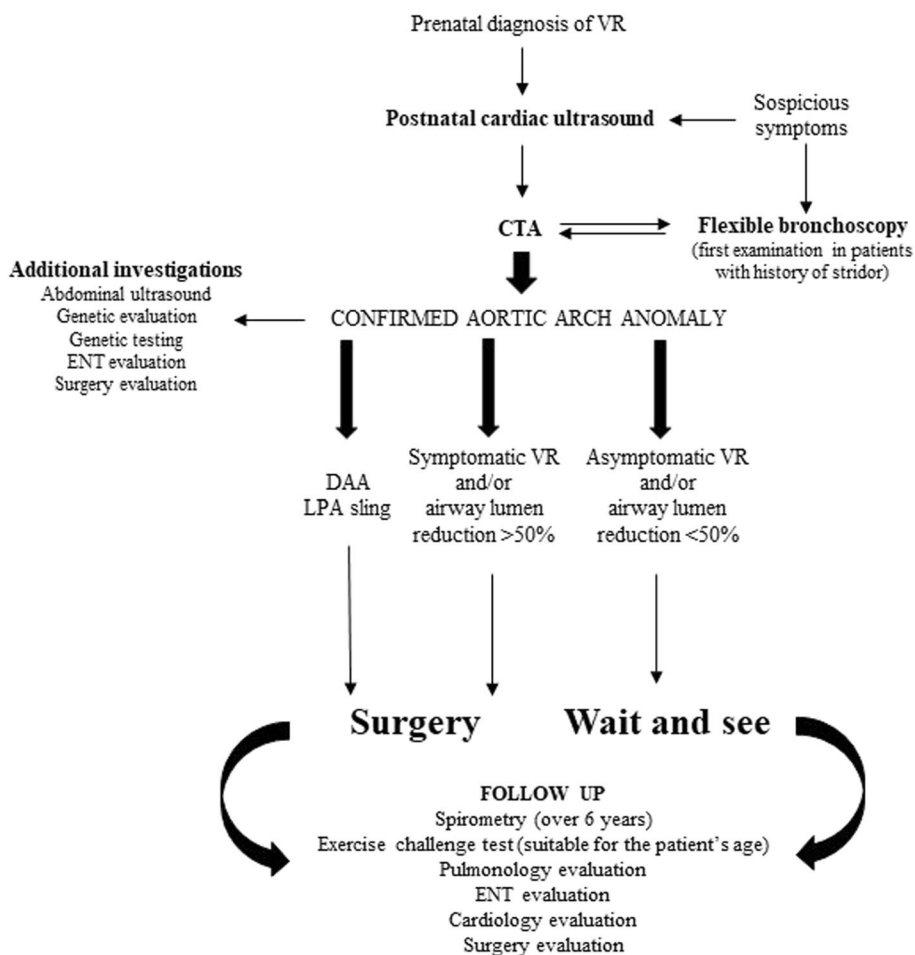 Prenatal diagnosis of VR
Postnatal cardiac ultrasound
Sospicious
symptoms
CTA
Flexible bronchoscopy
(first examination in patients
with history of stridor)
Additional investigations
Abdominal ultrasound
Genetic evaluation
Genetic testing
ENT evaluation
Surgery evaluation
CONFIRMED AORTIC ARCH ANOMALY
DAA
LPA sling
Symptomatic VR
and/or
airway lumen
reduction >50%
Asymptomatic VR
and/or
airway lumen
reduction <50%
Surgery
Wait and see
FOLLOW UP
Spirometry (over 6 years)
Exercise challenge test (suitable for the patient's age)
Pulmonology evaluation
ENT evaluation
Cardiology evaluation
Surgery evaluation